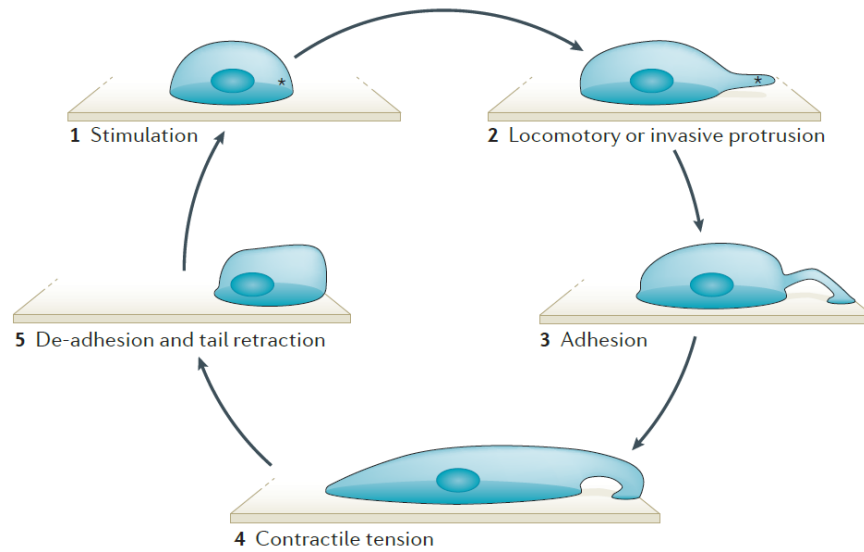 1 Stimulation
*
2 Locomotory or invasive protrusion
*
3 Adhesion
4 Contractile tension
5 De-adhesion and tail retraction